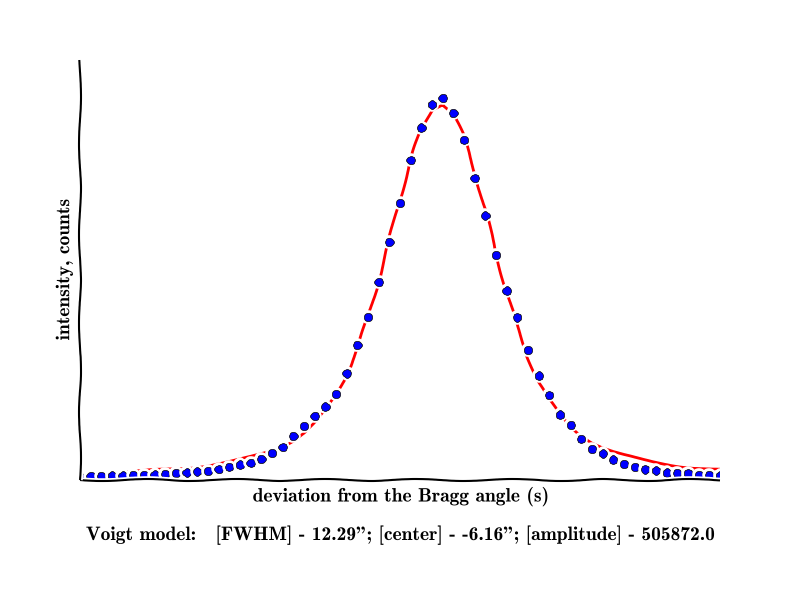 intensity, counts
deviation from the Bragg angle (s)
Voigt model: [FWHM] - 12.29”; [center] - -6.16”; [amplitude] - 505872.0